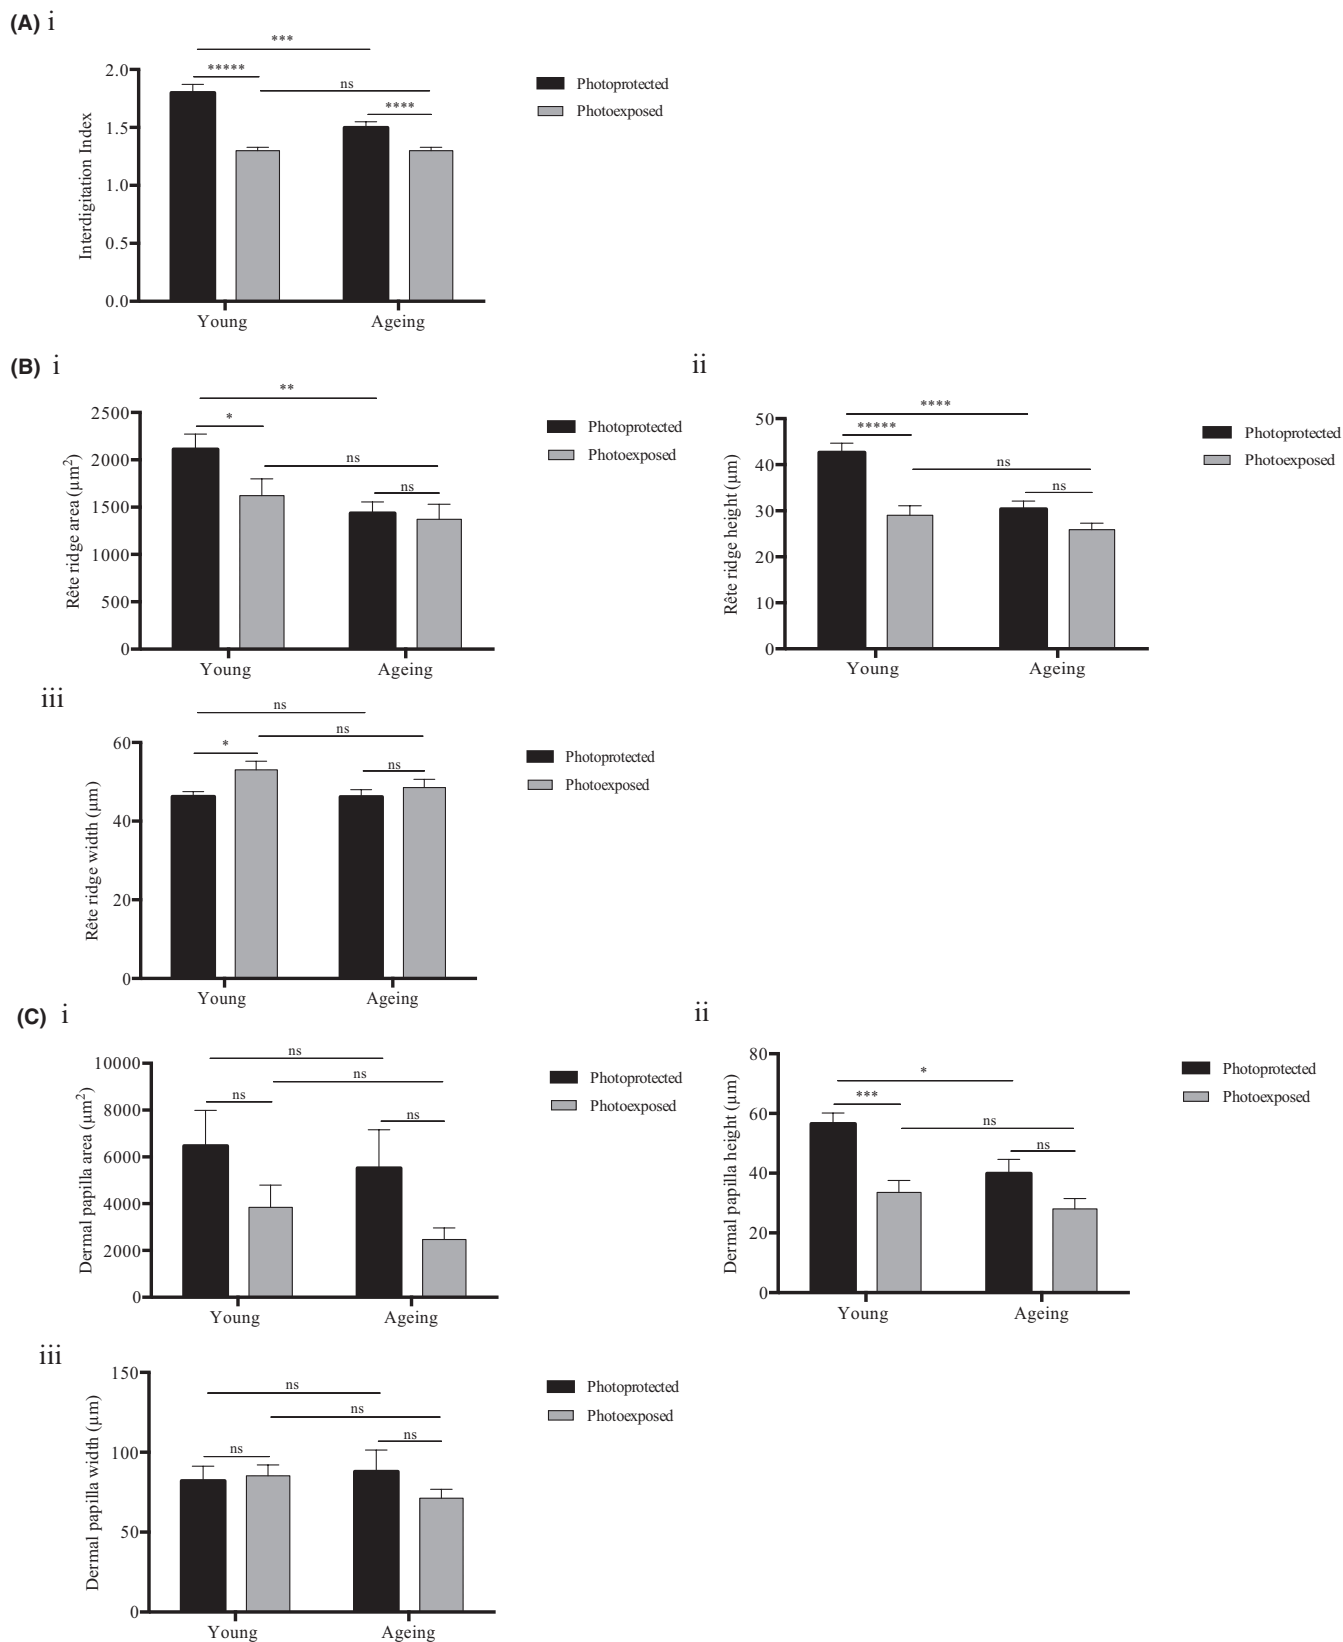 (A) i
***
2.0
*****
ns
Photoprotected
****
Photoexposed
1.5
Interdigitation Index
1.0
0.5
0.0
Young
Ageing
(B) i
**
2500
*
Photoprotected
ns
Photoexposed
2000
ns
1500
Rête ridge area (µm²)
1000
500
0
Young
Ageing
ii
****
50
*****
Photoprotected
ns
Photoexposed
40
ns
30
Rête ridge height (µm)
20
10
0
Young
Ageing
iii
ns
ns
60
*
Photoprotected
ns
Photoexposed
40
Rête ridge width (µm)
20
0
Young
Ageing
(C) i
ns
10000
ns
Photoprotected
ns
Photoexposed
8000
ns
6000
Dermal papilla area (µm²)
4000
2000
0
Young
Ageing
ii
80
*
Photoprotected
***
Photoexposed
60
ns
ns
40
Dermal papilla height (µm)
20
0
Young
Ageing
iii
150
ns
Photoprotected
ns
Photoexposed
ns
ns
100
Dermal papilla width (µm)
50
0
Young
Ageing